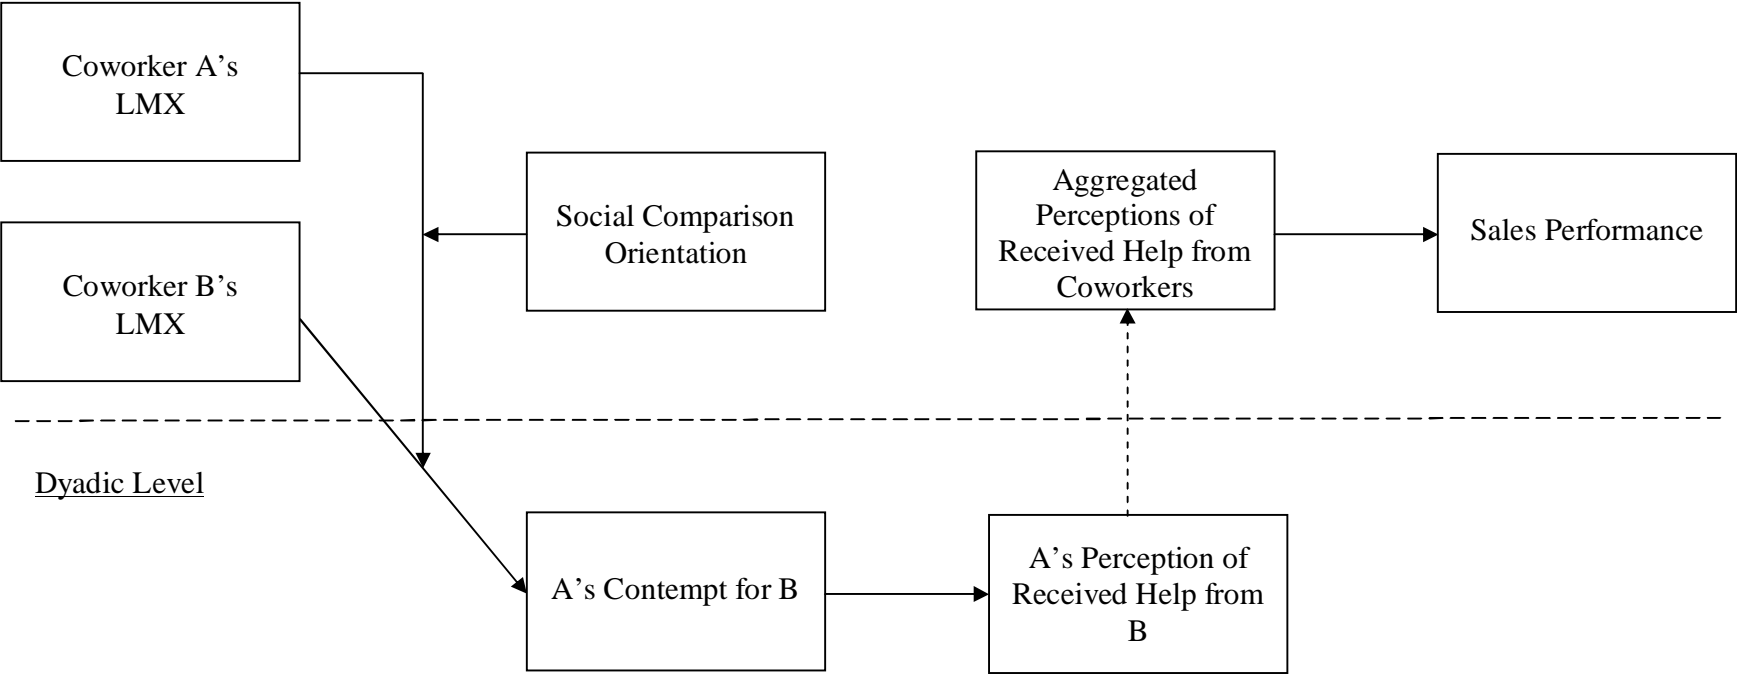 Coworker A’s
LMX
Coworker B’s
LMX
Social Comparison
Orientation
Aggregated
Perceptions of
Received Help from
Coworkers
Sales Performance
Dyadic Level
A’s Contempt for B
A’s Perception of
Received Help from
B